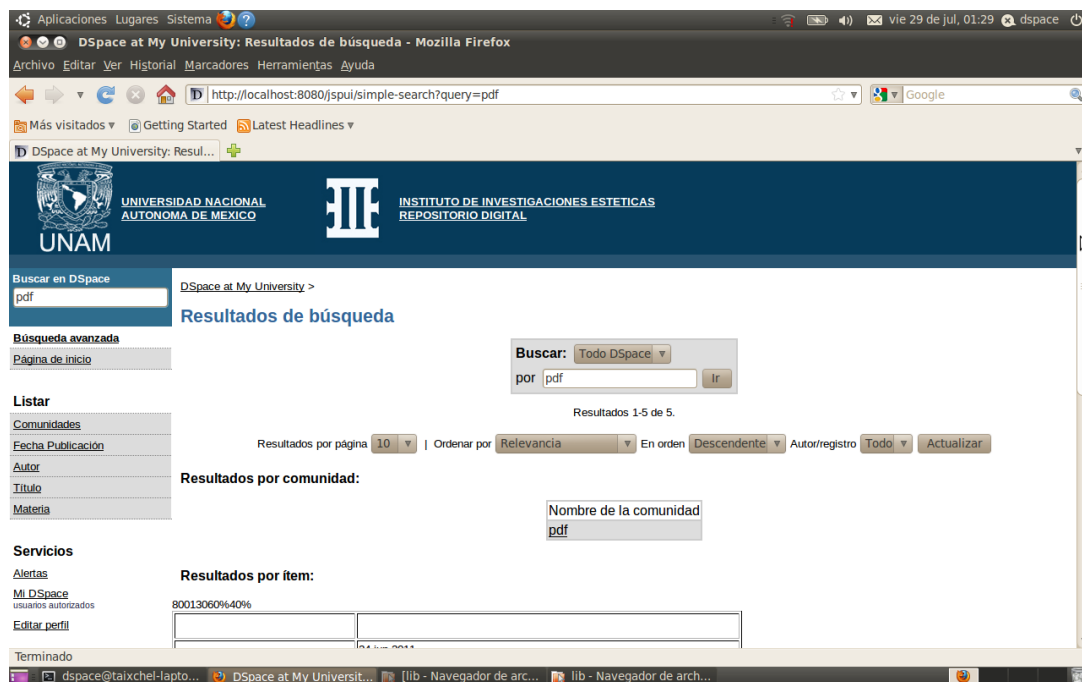 Aplicaciones Lugares Sistema vie 29 de jul, 01:29 dspace
DSpace at My University: Resultados de búsqueda - Mozilla Firefox
Archivo Editar Ver Historial Marcadores Herramientas Ayuda
http://localhost:8080/jspui/simple-search?query=pdf Google
Más visitados Getting Started Latest Headlines
DSpace at My University: Resul...
UNIVERSIDAD NACIONAL
AUTONOMA DE MEXICO
UNAM
INSTITUTO DE INVESTIGACIONES ESTETICAS
REPOSITORIO DIGITAL
Buscar en DSpace
pdf
Búsqueda avanzada
Página de inicio
Listar
Comunidades
Fecha Publicación
Autor
Título
Materia
Servicios
Alertas
Mi DSpace
usuarios autorizados
Editar perfil
DSpace at My University >
Resultados de búsqueda
Buscar: Todo DSpace
por pdf Ir
Resultados 1-5 de 5.
Resultados por página 10 | Ordenar por Relevancia En orden Descendente Autor/registro Todo Actualizar
Resultados por comunidad:
Nombre de la comunidad
pdf
Resultados por ítem:
80013060%40%
Terminado
dspace@taixchel-lapto... DSpace at My Universit... [lib - Navegador de arc... lib - Navegador de arch...